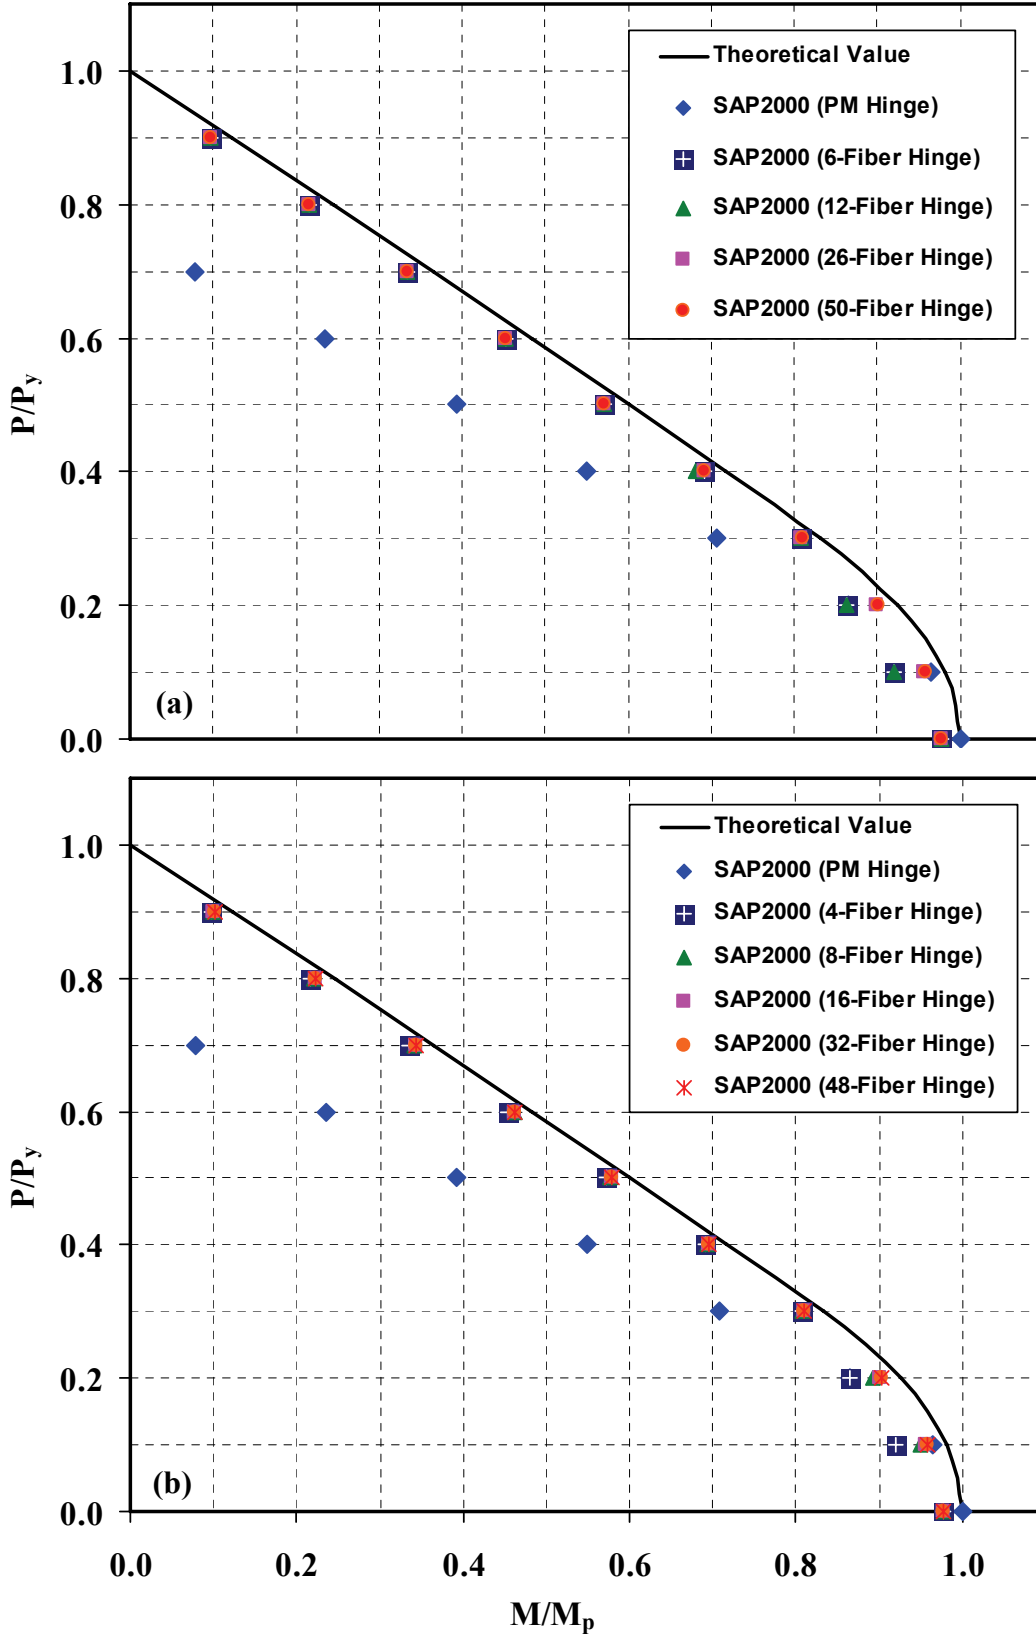 Theoretical Value
SAP2000 (PM Hinge)
SAP2000 (6-Fiber Hinge)
SAP2000 (12-Fiber Hinge)
SAP2000 (26-Fiber Hinge)
SAP2000 (50-Fiber Hinge)
1.0
0.8
0.6
0.4
0.2
0.0
P/Py
(a)
Theoretical Value
SAP2000 (PM Hinge)
SAP2000 (4-Fiber Hinge)
SAP2000 (8-Fiber Hinge)
SAP2000 (16-Fiber Hinge)
SAP2000 (32-Fiber Hinge)
SAP2000 (48-Fiber Hinge)
1.0
0.8
0.6
0.4
0.2
0.0
P/Py
(b)
0.0 0.2 0.4 0.6 0.8 1.0
M/Mp